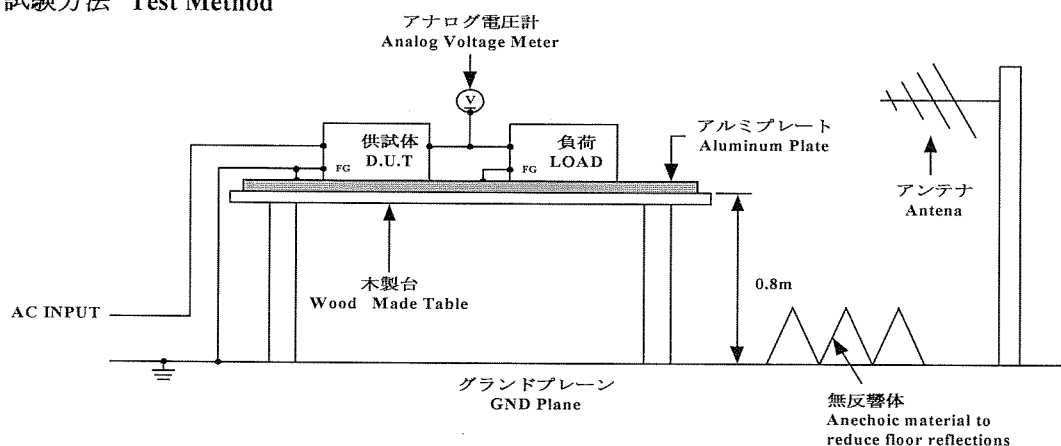 試験方法 Test Method
アナログ電圧計
Analog Voltage Meter
V
供試体
D.U.T
FG
負荷
LOAD
FG
アルミプレート
Aluminum Plate
アンテナ
Antena
木製台
Wood Made Table
0.8m
AC INPUT
グランドプレーン
GND Plane
無反響体
Anechoic material to
reduce floor reflections